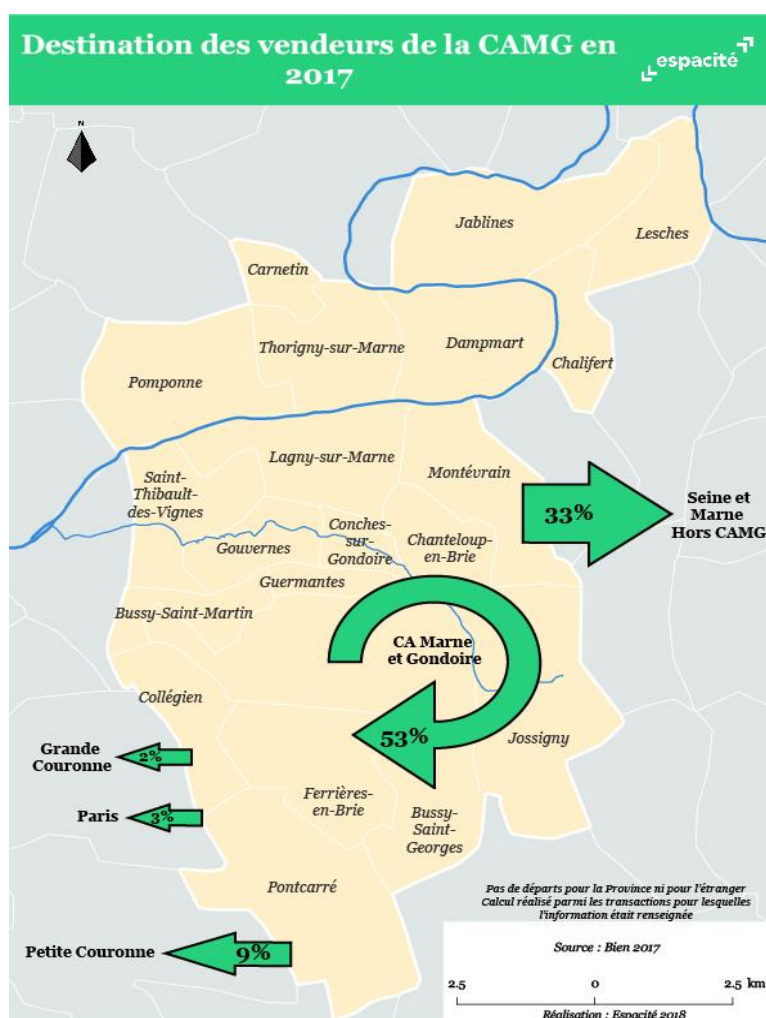 Destination des vendeurs de la CAMG en
2017
espacité
N
Jablines
Lesches
Carnetin
Thorigny-sur-Marne
Dampmart
Chalifert
Pomponne
Lagny-sur-Marne
Montévrain
Saint-
Thibault-
des-Vignes
33%
Seine et
Marne
Hors CAMG
Conches-
sur-
Gondoire
Gouvernes
Chanteloup-
en-Brie
Guermantes
Bussy-Saint-Martin
CA Marne
et Gondoire
Collégien
53%
Jossigny
Grande
Couronne
2%
Paris
3%
Ferrières-
en-Brie
Bussy-
Saint-
Georges
Pontcarré
Pas de départs pour la Province ni pour l'étranger
Calcul réalisé parmi les transactions pour lesquelles
l'information était renseignée
Petite Couronne
9%
Source : Bien 2017
2.5 0 2.5 km
Réalisation : Espacité 2018